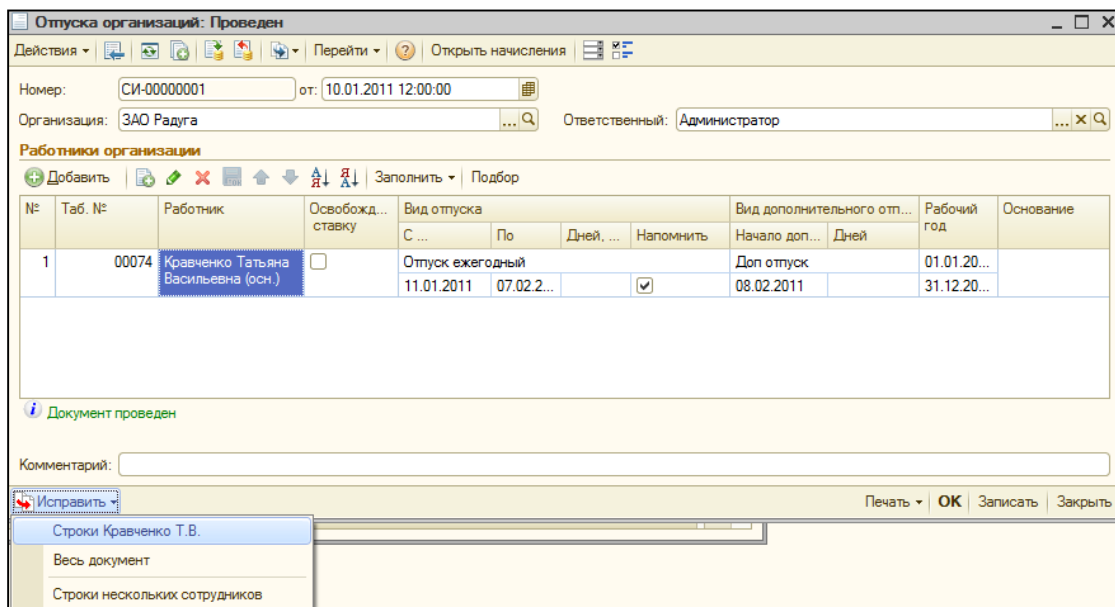 Отпуска организаций: Проведен
Действия Перейти Открыть начисления
Номер: СИ-00000001 от: 10.01.2011 12:00:00
Организация: ЗАО Радуга ... Ответственный: Администратор ...
Работники организации
Добавить Заполнить Подбор
№ Таб. № Работник Освобожд... Вид отпуска Вид дополнительного отп... Рабочий Основание
ставку С ... По Дней, ... Напомнить Начало доп... Дней год
1 00074 Кравченко Татьяна Отпуск ежегодный Доп отпуск 01.01.20...
Васильевна (осн.) 11.01.2011 07.02.2... 08.02.2011 31.12.20...
Документ проведен
Комментарий:
Исправить Печать OK Записать Закрыть
Строки Кравченко Т.В.
Весь документ
Строки нескольких сотрудников